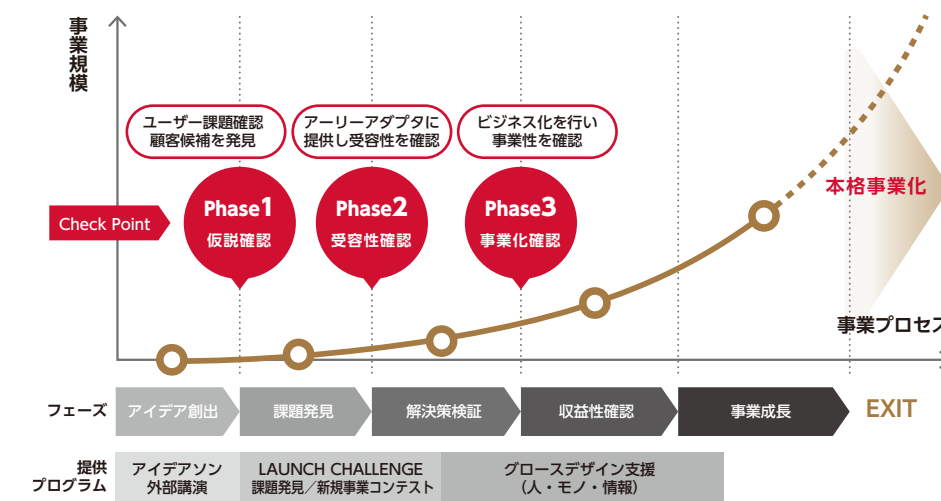 事業規模
ユーザー課題確認
顧客候補を発見
アーリーアダプタに
提供し受容性を確認
ビジネス化を行い
事業性を確認
Check Point
Phase1
仮説確認
Phase2
受容性確認
Phase3
事業化確認
本格事業化
事業プロセス
フェーズ
アイデア創出
課題発見
解決策検証
収益性確認
事業成長
EXIT
提供
プログラム
アイデアソン
外部講演
LAUNCH CHALLENGE
課題発見／新規事業コンテスト
グロースデザイン支援
（人・モノ・情報）